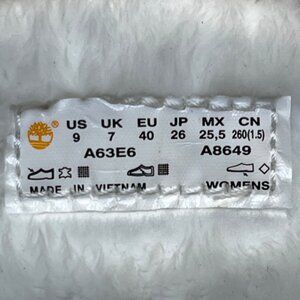 US UK EU JP MX CN
9 7 40 26 25,5 260(1.5)
A63E6 A8649
MADE IN VIETNAM WOMENS